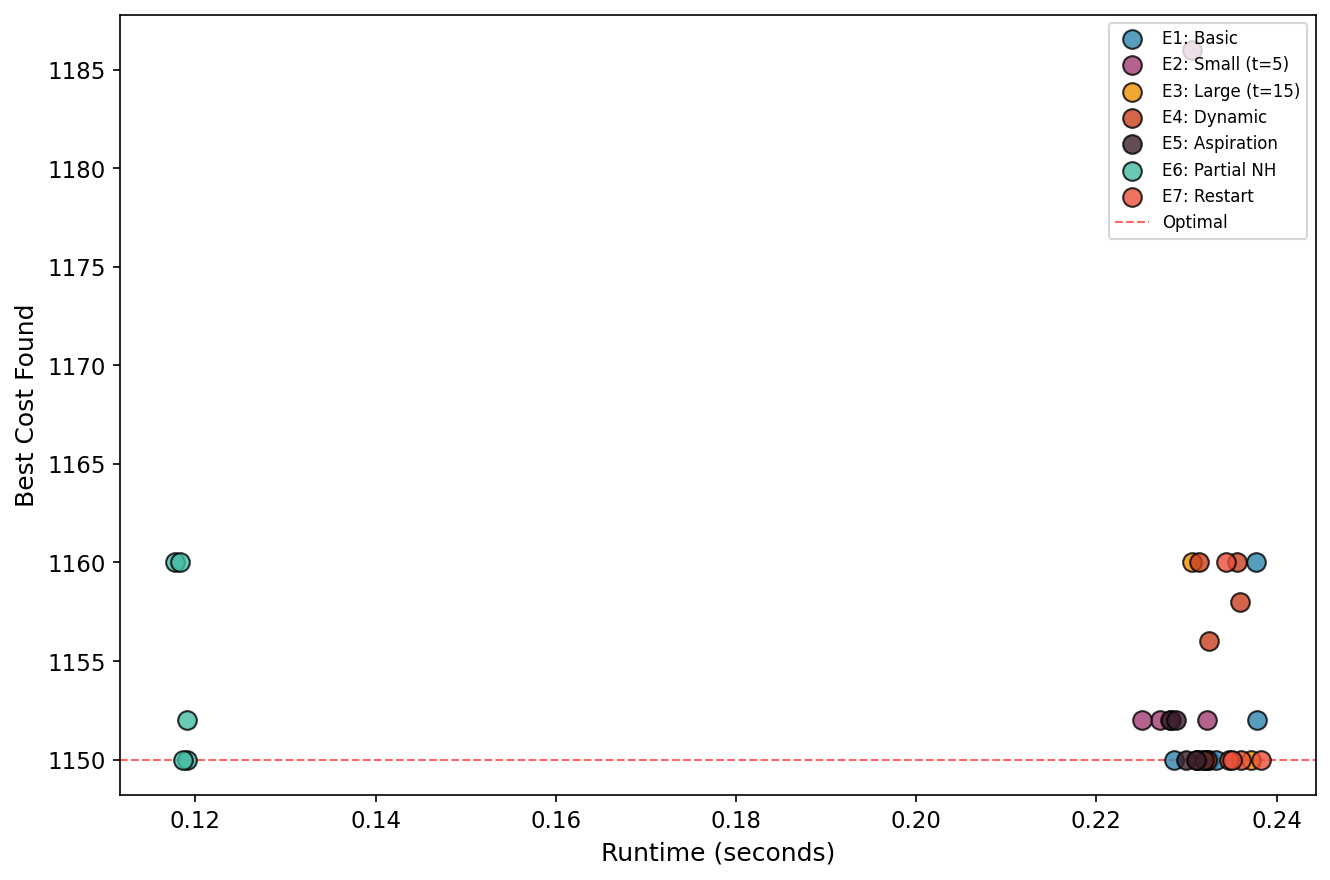 E1: Basic
E2: Small (t=5)
E3: Large (t=15)
E4: Dynamic
E5: Aspiration
E6: Partial NH
E7: Restart
Optimal
Best Cost Found
1185
1180
1175
1170
1165
1160
1155
1150
0.12 0.14 0.16 0.18 0.20 0.22 0.24
Runtime (seconds)